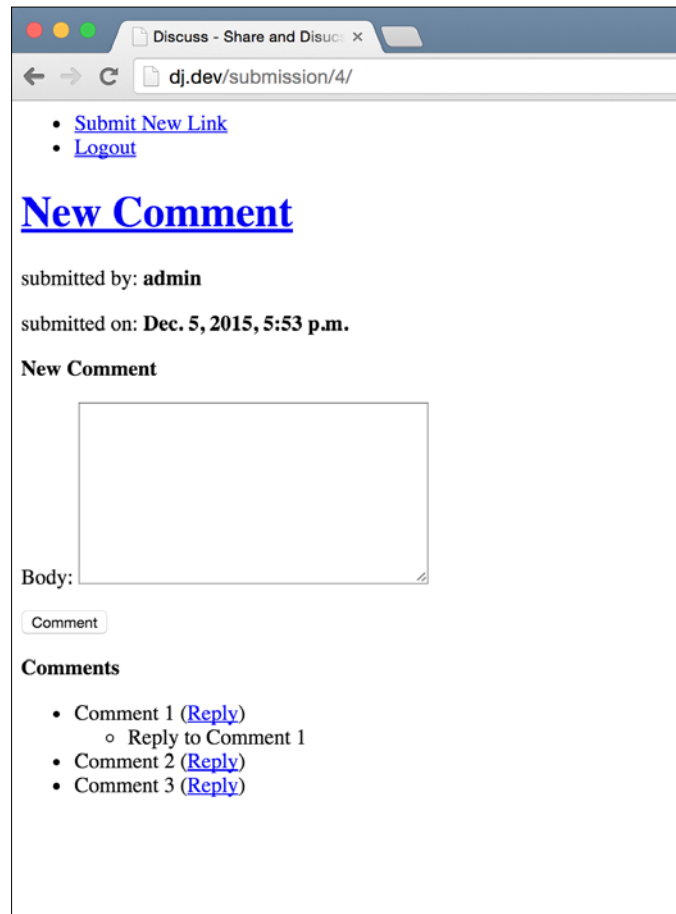 Discuss - Share and Disucs
dj.dev/submission/4/
Submit New Link
Logout
New Comment
submitted by: admin
submitted on: Dec. 5, 2015, 5:53 p.m.
New Comment
Body:
Comment
Comments
Comment 1 (Reply)
Reply to Comment 1
Comment 2 (Reply)
Comment 3 (Reply)